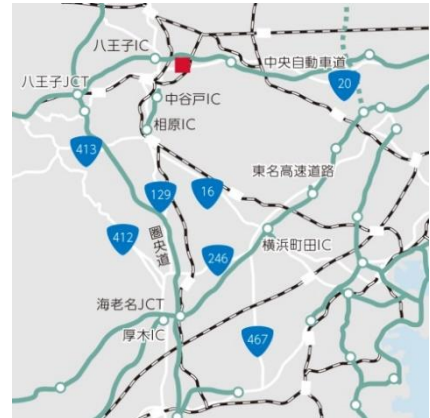 八王子IC
中央自動車道
八王子JCT
20
中谷戸IC
相原IC
413
東名高速道路
129
16
412
圏央道
横浜町田IC
246
海老名JCT
厚木IC
467